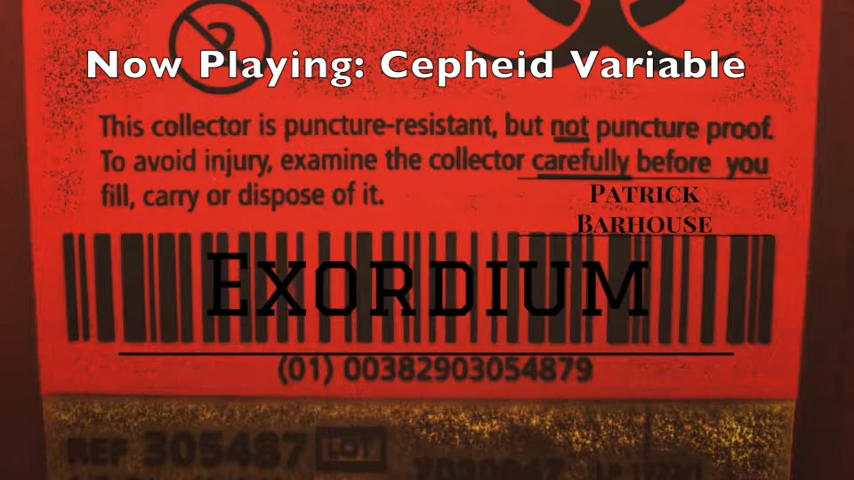 Now Playing: Cepheid Variable
This collector is puncture-resistant, but not puncture proof.
To avoid injury, examine the collector carefully before you
fill, carry or dispose of it.
Patrick
Barhouse
Exordium
(01) 00382903054879
REF 305487 LOT